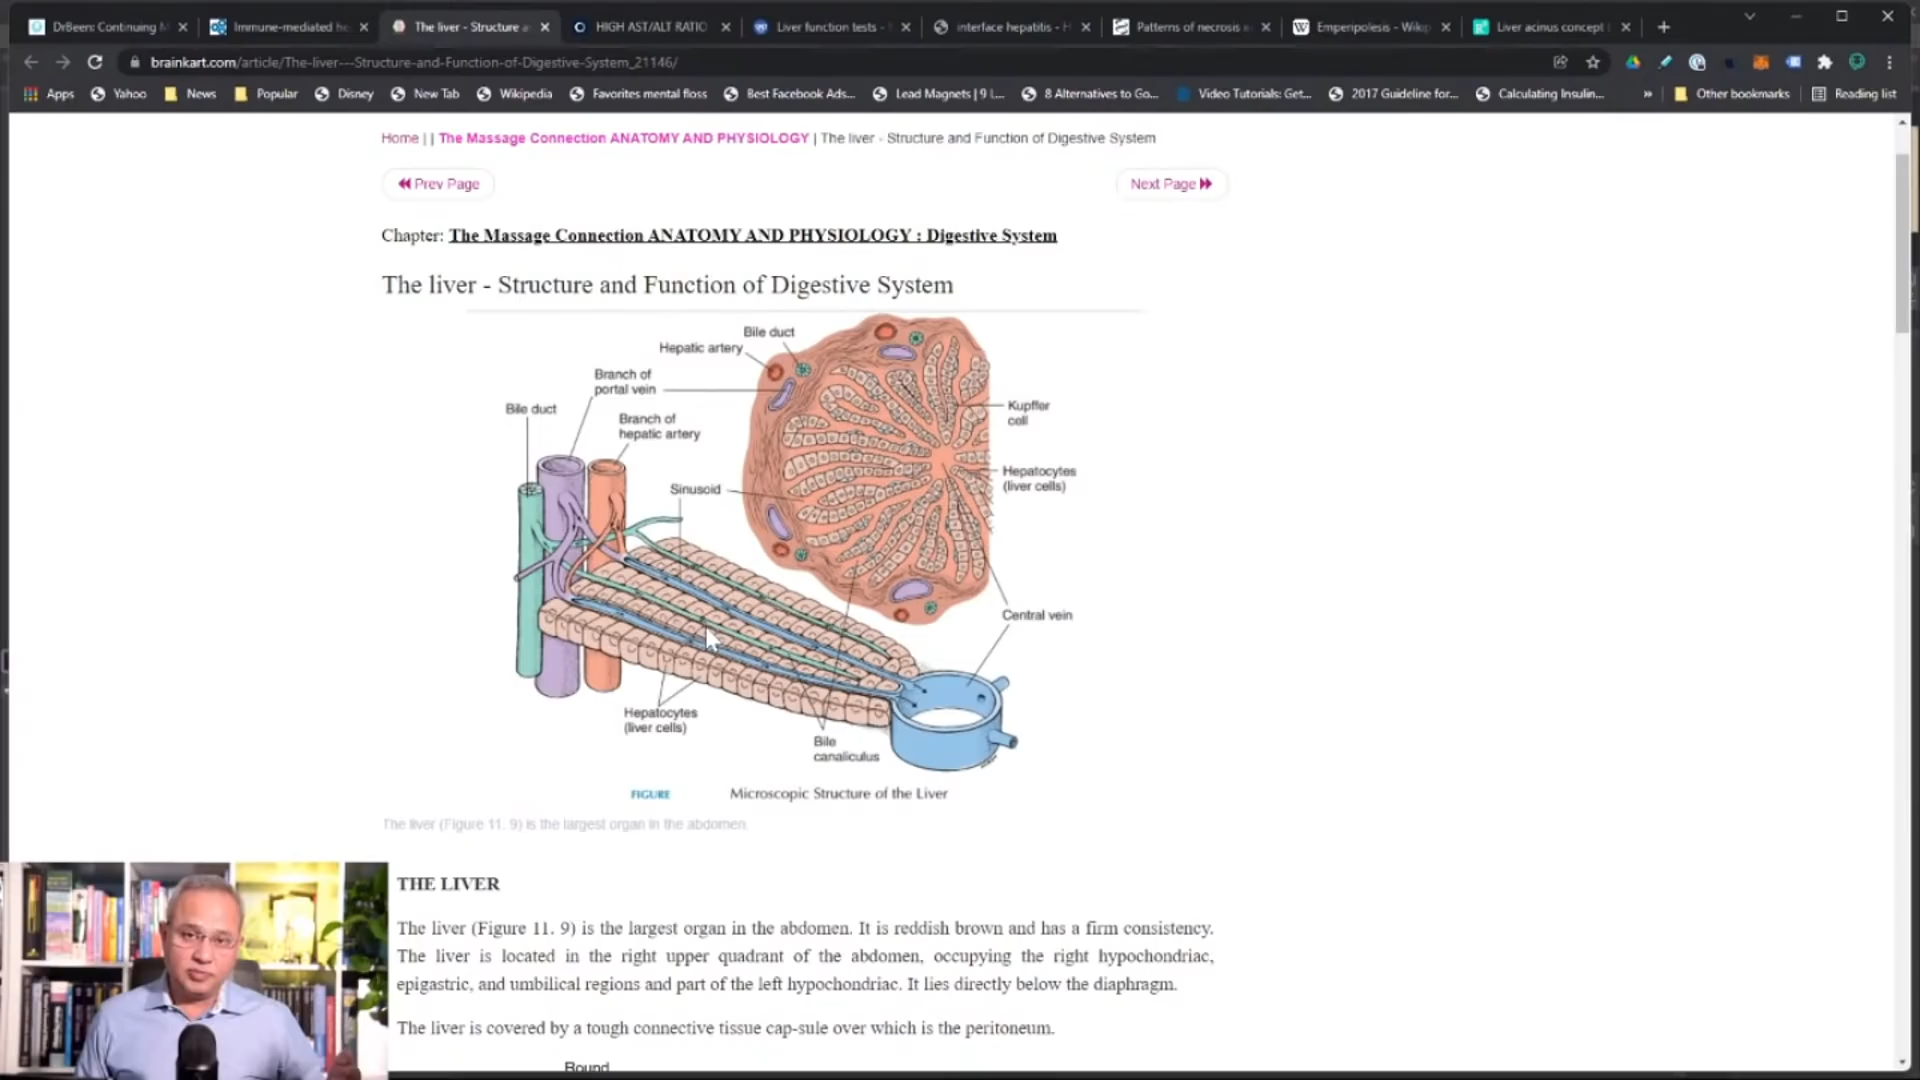 DrBeen: Continuing M
Immune-mediated he
The liver - Structure a
HIGH AST/ALT RATIO
Liver function tests -
interface hepatitis - H
Patterns of necrosis
Emperipolesis - Wikip
Liver acinus concept
brainkart.com/article/The-liver---Structure-and-Function-of-Digestive-System_21146/
Apps Yahoo News Popular Disney New Tab Wikipedia Favorites mental floss Best Facebook Ads... Lead Magnets | 9 L... 8 Alternatives to Go... Video Tutorials: Get... 2017 Guideline for... Calculating Insulin... » Other bookmarks Reading list
Home | | The Massage Connection ANATOMY AND PHYSIOLOGY | The liver - Structure and Function of Digestive System
Prev Page
Next Page
Chapter: The Massage Connection ANATOMY AND PHYSIOLOGY : Digestive System
The liver - Structure and Function of Digestive System
Bile duct
Hepatic artery
Branch of
portal vein
Bile duct
Branch of
hepatic artery
Kupffer
cell
Hepatocytes
(liver cells)
Sinusoid
Central vein
Hepatocytes
(liver cells)
Bile
canaliculus
FIGURE Microscopic Structure of the Liver
The liver (Figure 11. 9) is the largest organ in the abdomen.
THE LIVER
The liver (Figure 11. 9) is the largest organ in the abdomen. It is reddish brown and has a firm consistency.
The liver is located in the right upper quadrant of the abdomen, occupying the right hypochondriac,
epigastric, and umbilical regions and part of the left hypochondriac. It lies directly below the diaphragm.
The liver is covered by a tough connective tissue cap-sule over which is the peritoneum.
Round